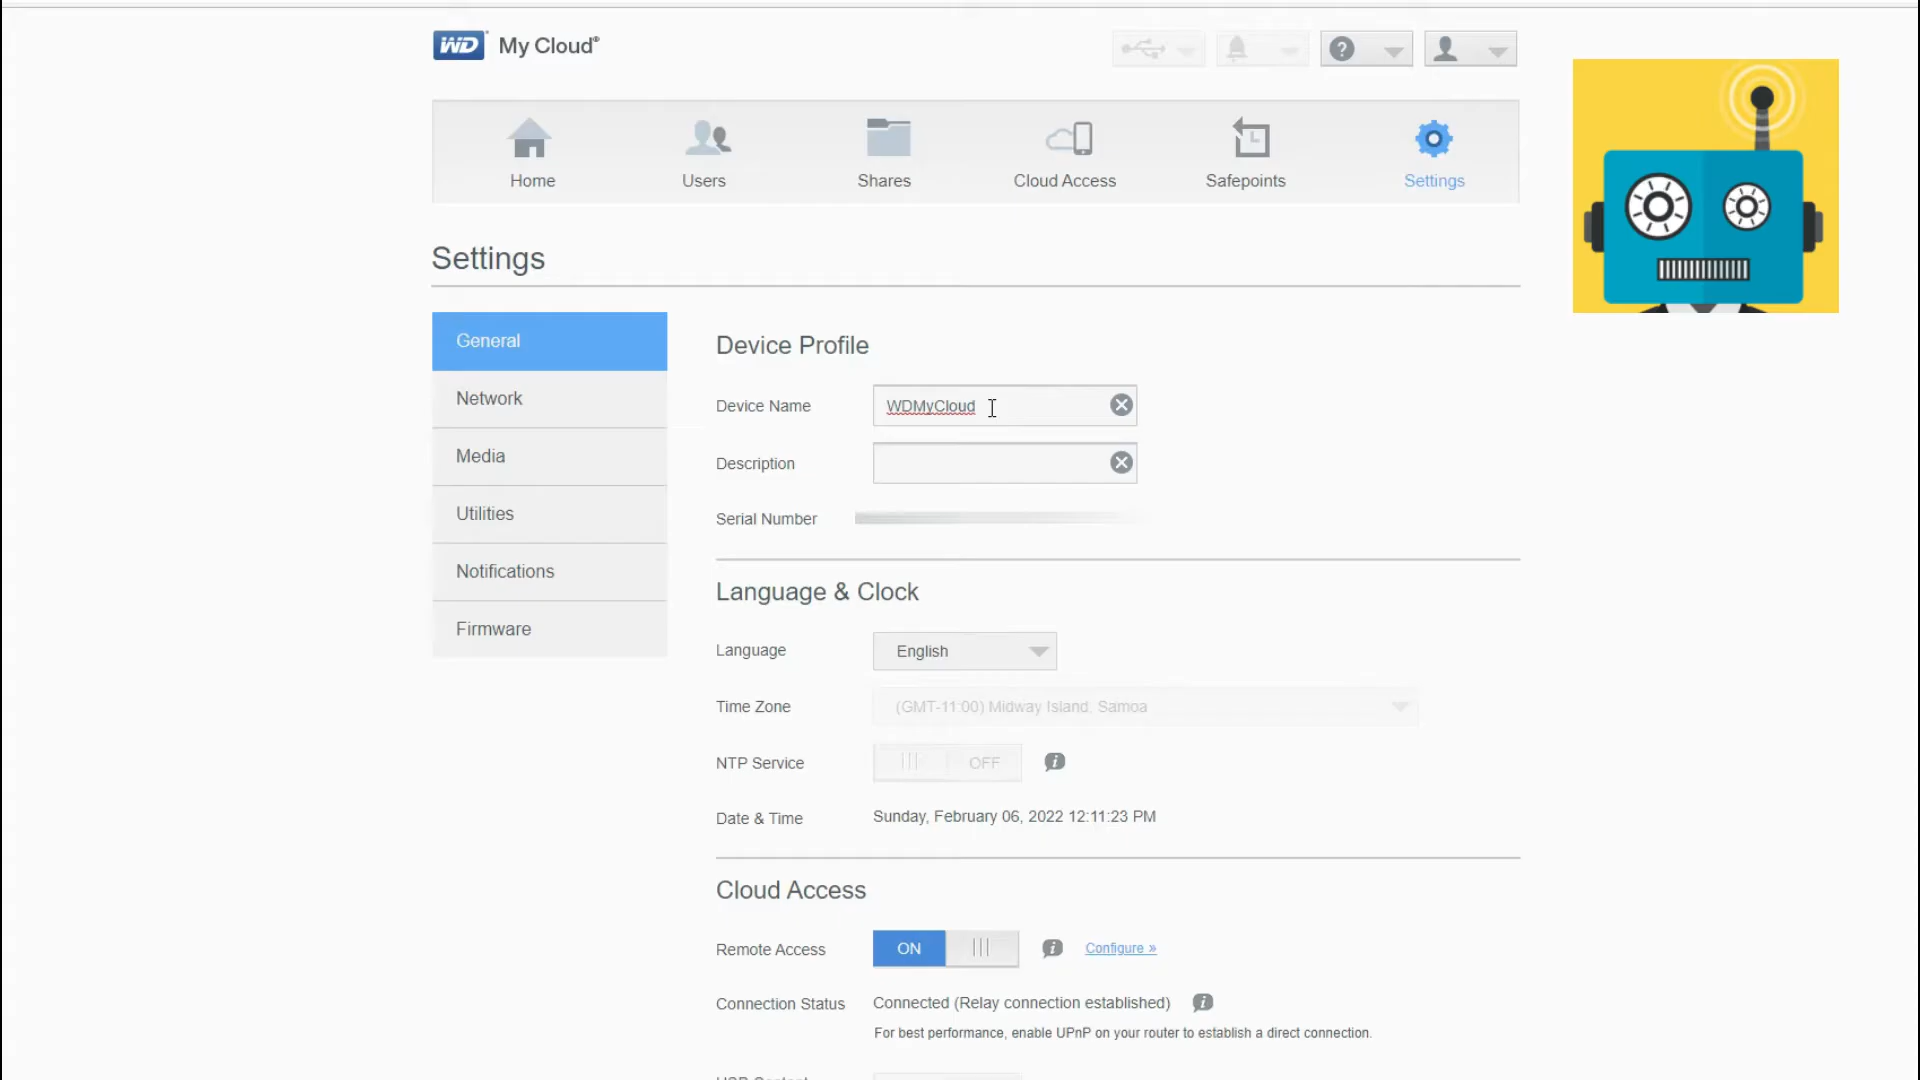 WD My Cloud®
Home
Users
Shares
Cloud Access
Safepoints
Settings
Settings
General
Network
Media
Utilities
Notifications
Firmware
Device Profile
Device Name WDMyCloud
Description
Serial Number
Language & Clock
Language English
Time Zone (GMT-11:00) Midway Island, Samoa
NTP Service OFF
Date & Time Sunday, February 06, 2022 12:11:23 PM
Cloud Access
Remote Access ON Configure »
Connection Status Connected (Relay connection established)
For best performance, enable UPnP on your router to establish a direct connection.